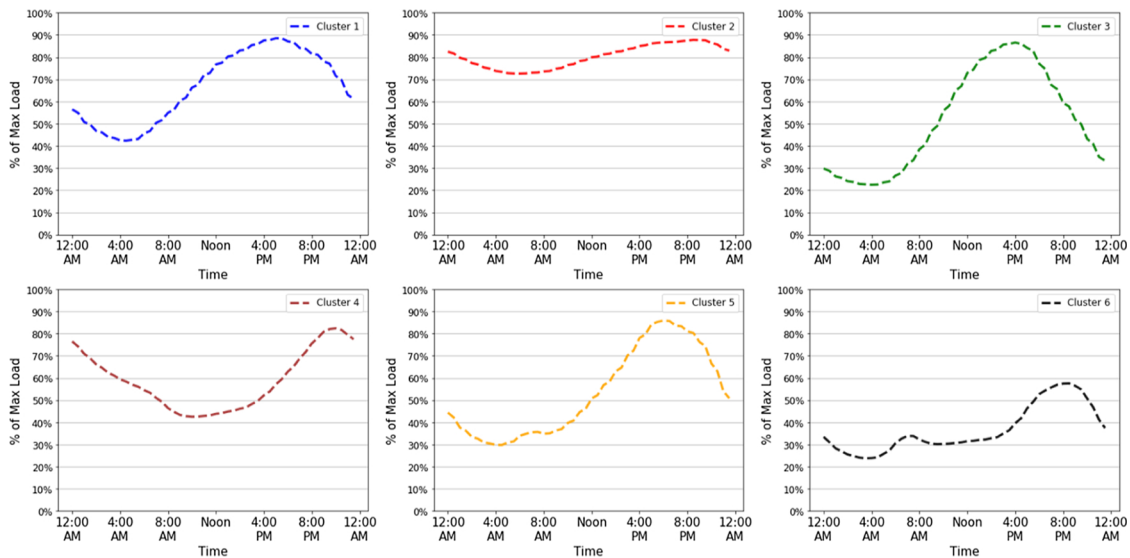 Cluster 1
100%
90%
80%
70%
60%
50%
40%
30%
20%
10%
0%
% of Max Load
12:00 AM
4:00 AM
8:00 AM
Noon
4:00 PM
8:00 PM
12:00 AM
Time
Cluster 2
100%
90%
80%
70%
60%
50%
40%
30%
20%
10%
0%
% of Max Load
12:00 AM
4:00 AM
8:00 AM
Noon
4:00 PM
8:00 PM
12:00 AM
Time
Cluster 3
100%
90%
80%
70%
60%
50%
40%
30%
20%
10%
0%
% of Max Load
12:00 AM
4:00 AM
8:00 AM
Noon
4:00 PM
8:00 PM
12:00 AM
Time
Cluster 4
100%
90%
80%
70%
60%
50%
40%
30%
20%
10%
0%
% of Max Load
12:00 AM
4:00 AM
8:00 AM
Noon
4:00 PM
8:00 PM
12:00 AM
Time
Cluster 5
100%
90%
80%
70%
60%
50%
40%
30%
20%
10%
0%
% of Max Load
12:00 AM
4:00 AM
8:00 AM
Noon
4:00 PM
8:00 PM
12:00 AM
Time
Cluster 6
100%
90%
80%
70%
60%
50%
40%
30%
20%
10%
0%
% of Max Load
12:00 AM
4:00 AM
8:00 AM
Noon
4:00 PM
8:00 PM
12:00 AM
Time